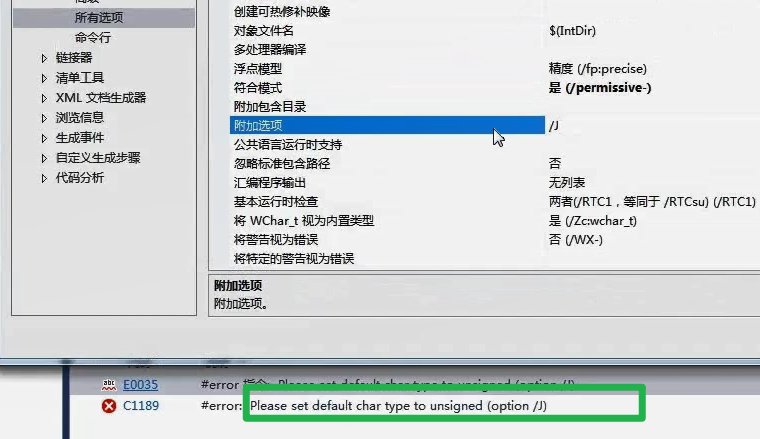 所有选项
命令行
链接器
清单工具
XML 文档生成器
浏览信息
生成事件
自定义生成步骤
代码分析
创建可热修补映像
对象文件名 $(IntDir)
多处理器编译
浮点模型 精度 (/fp:precise)
符合模式 是 (/permissive-)
附加包含目录
附加选项 /J
公共语言运行时支持
忽略标准包含路径 否
汇编程序输出 无列表
基本运行时检查 两者(/RTC1，等同于 /RTCsu) (/RTC1)
将 WChar_t 视为内置类型 是 (/Zc:wchar_t)
将警告视为错误 否 (/WX-)
将特定的警告视为错误
附加选项
附加选项。
abc E0035 #error 指令: Please set default char type to unsigned (option /J)
C1189 #error: Please set default char type to unsigned (option /J)